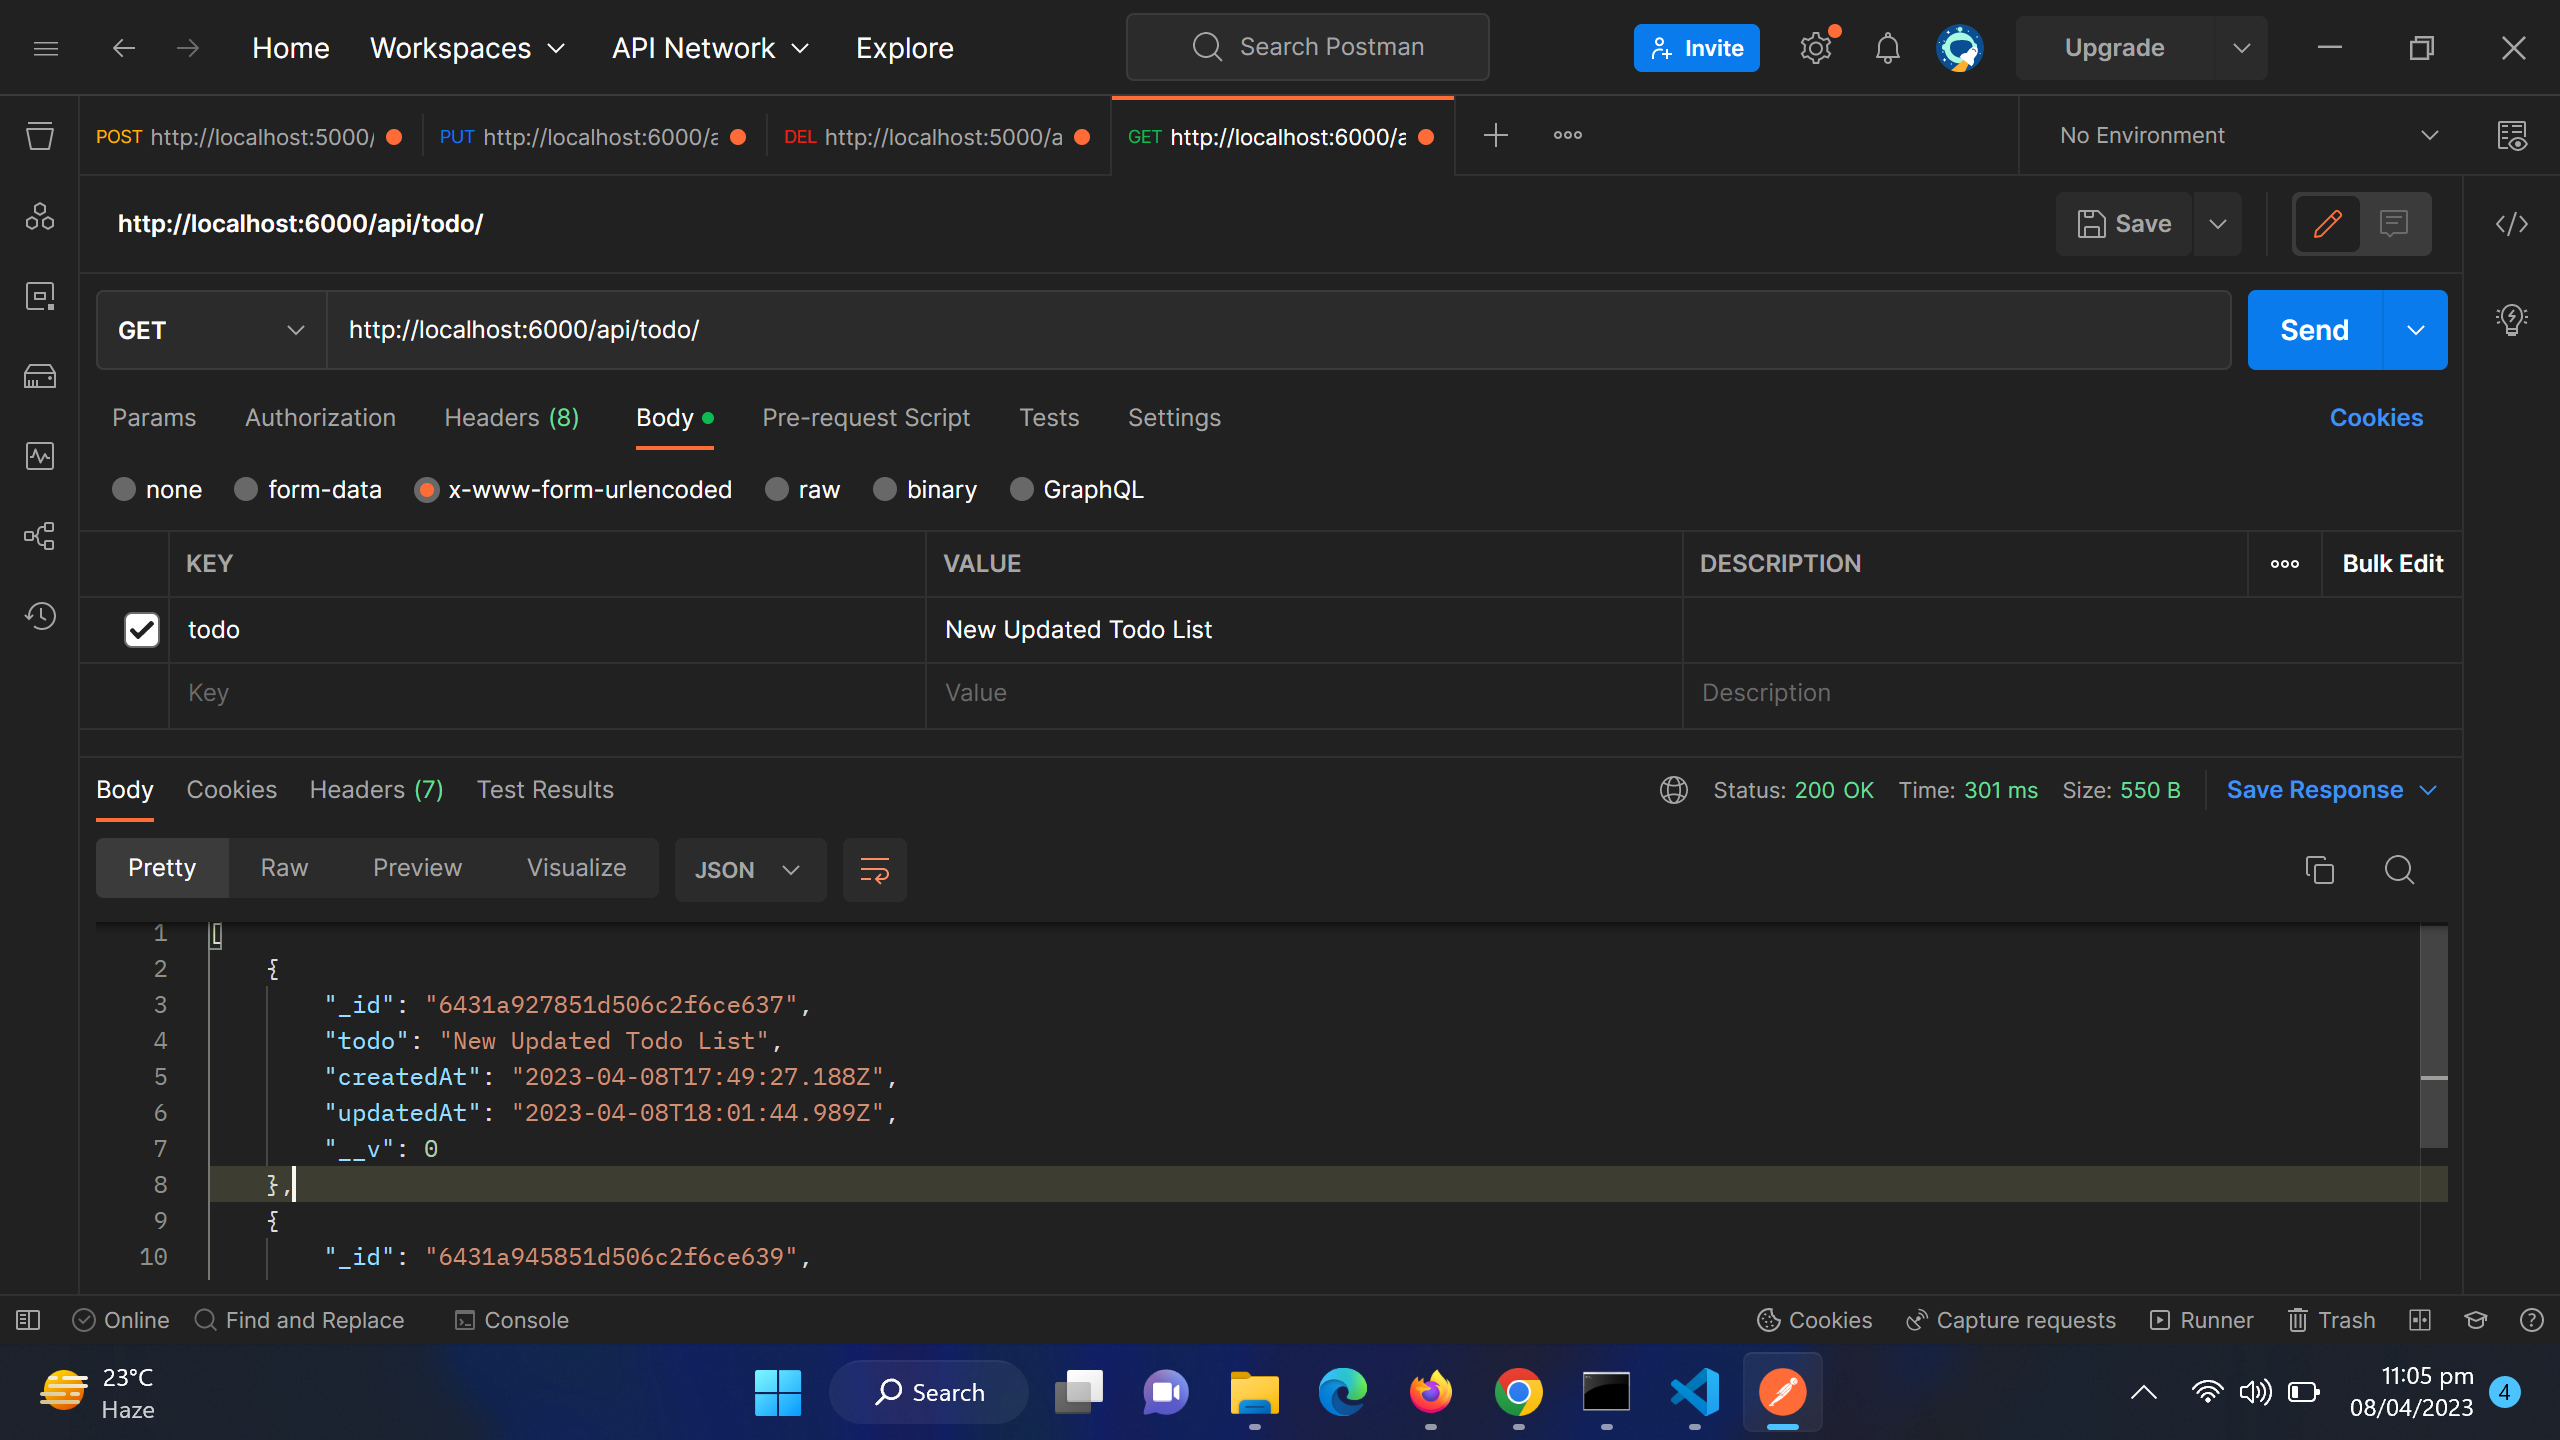 Home Workspaces API Network Explore Search Postman Invite Upgrade
POST http://localhost:5000/ PUT http://localhost:6000/a DEL http://localhost:5000/a GET http://localhost:6000/a No Environment
http://localhost:6000/api/todo/ Save
GET http://localhost:6000/api/todo/ Send
Params Authorization Headers (8) Body Pre-request Script Tests Settings Cookies
none form-data x-www-form-urlencoded raw binary GraphQL
KEY VALUE DESCRIPTION Bulk Edit
todo New Updated Todo List
Key Value Description
Body Cookies Headers (7) Test Results Status: 200 OK Time: 301 ms Size: 550 B Save Response
Pretty Raw Preview Visualize JSON
1 [
2 {
3 "_id": "6431a927851d506c2f6ce637",
4 "todo": "New Updated Todo List",
5 "createdAt": "2023-04-08T17:49:27.188Z",
6 "updatedAt": "2023-04-08T18:01:44.989Z",
7 "__v": 0
8 },
9 {
10 "_id": "6431a945851d506c2f6ce639",
Online Find and Replace Console Cookies Capture requests Runner Trash
23°C
Haze
Search
11:05 pm
08/04/2023
4